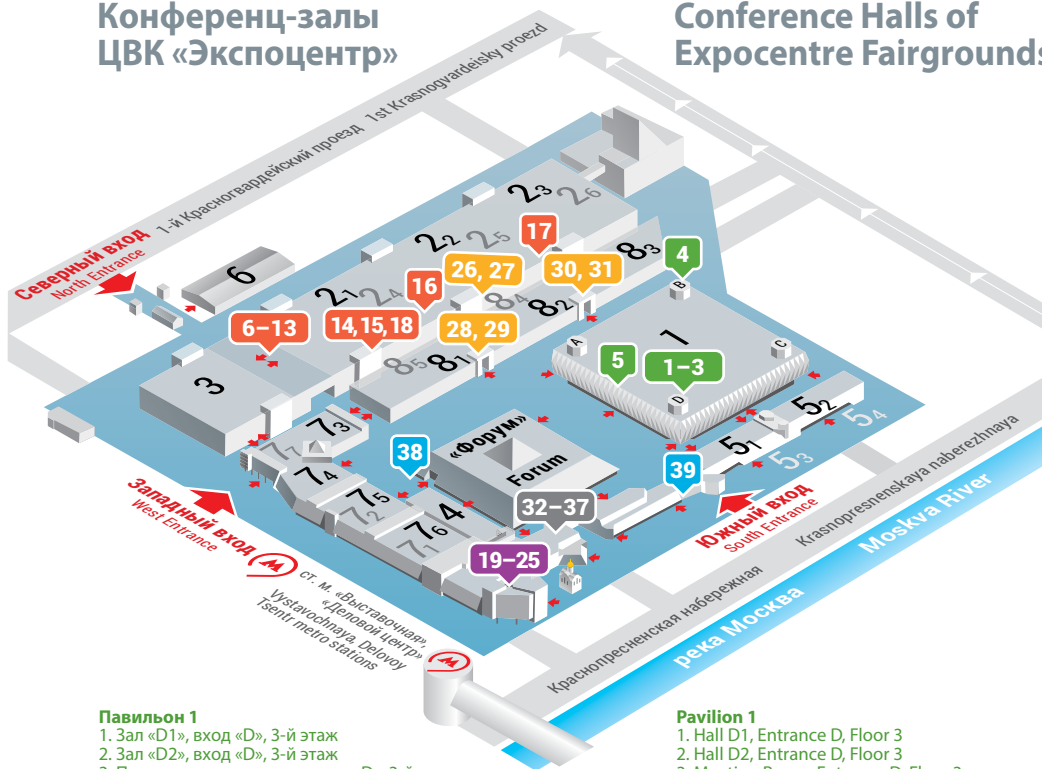 Конференц-залы
ЦВК «Экспоцентр»
Conference Halls of
Expocentre Fairgrounds
1-й Красногвардейский проезд 1st Krasnogvardeisky proezd
Северный вход
North Entrance
6
2₃
2₆
2₂
2₅
2₁
2₄
17
16
26, 27
30, 31
8₃
4
B
8₄
8₂
6–13
14, 15, 18
28, 29
8₅
8₁
3
A
1
C
5
1–3
D
5₂
5₄
5₁
5₃
7₃
7₇
7₄
7₅
7₂
7₆
7₁
4
38
«Форум»
Forum
39
32–37
19–25
Западный вход
West Entrance
Южный вход
South Entrance
ст. м. «Выставочная»,
«Деловой центр»
Vystavochnaya, Delovoy
Tsentr metro stations
Краснопресненская набережная Krasnopresnenskaya naberezhnaya
река Москва Moskva River
Павильон 1
1. Зал «D1», вход «D», 3-й этаж
2. Зал «D2», вход «D», 3-й этаж
Pavilion 1
1. Hall D1, Entrance D, Floor 3
2. Hall D2, Entrance D, Floor 3